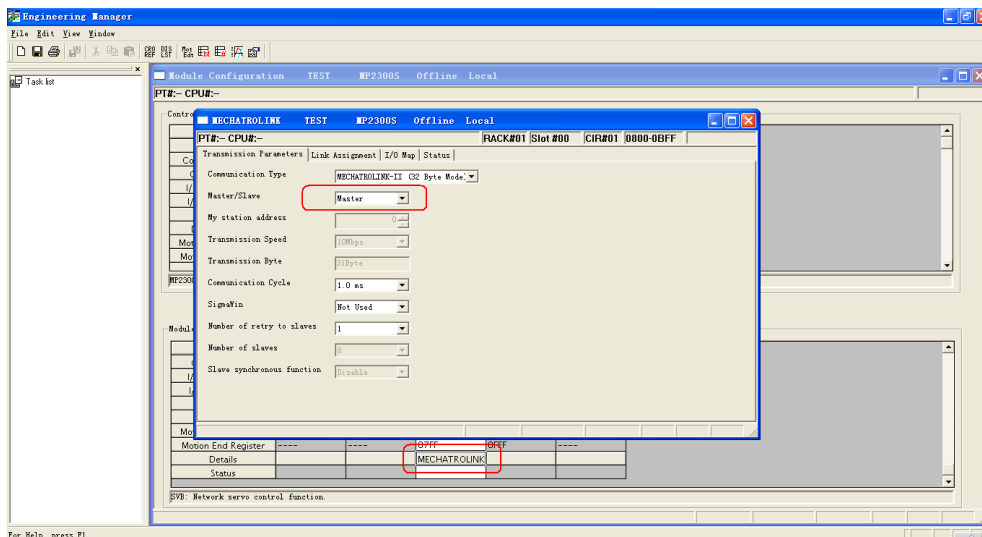 Engineering Manager
File Edit View Window
Task list
Module Configuration TEST MP2300S Offline Local
PT#:– CPU#:–
MECHATROLINK TEST MP2300S Offline Local
PT#:– CPU#:– RACK#01 Slot #00 CIR#01 0800-0BFF
Transmission Parameters Link Assignment I/O Map Status
Communication Type MECHATROLINK-II (32 Byte Mode)
Master/Slave Master
My station address 0
Transmission Speed 10Mbps
Transmission Byte 31Byte
Communication Cycle 1.0 ms
SigmaWin Not Used
Number of retry to slaves 1
Number of slaves 0
Slave synchronous function Disable
Motion End Register ---- ---- 07FF 0FFF ----
Details MECHATROLINK
Status
SVB: Network servo control function.
For Help, press F1